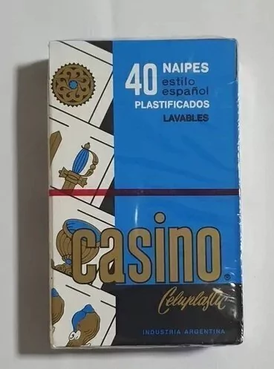 40 NAIPES
estilo
español
PLASTIFICADOS
LAVABLES
casino
Celuplastic
INDUSTRIA ARGENTINA